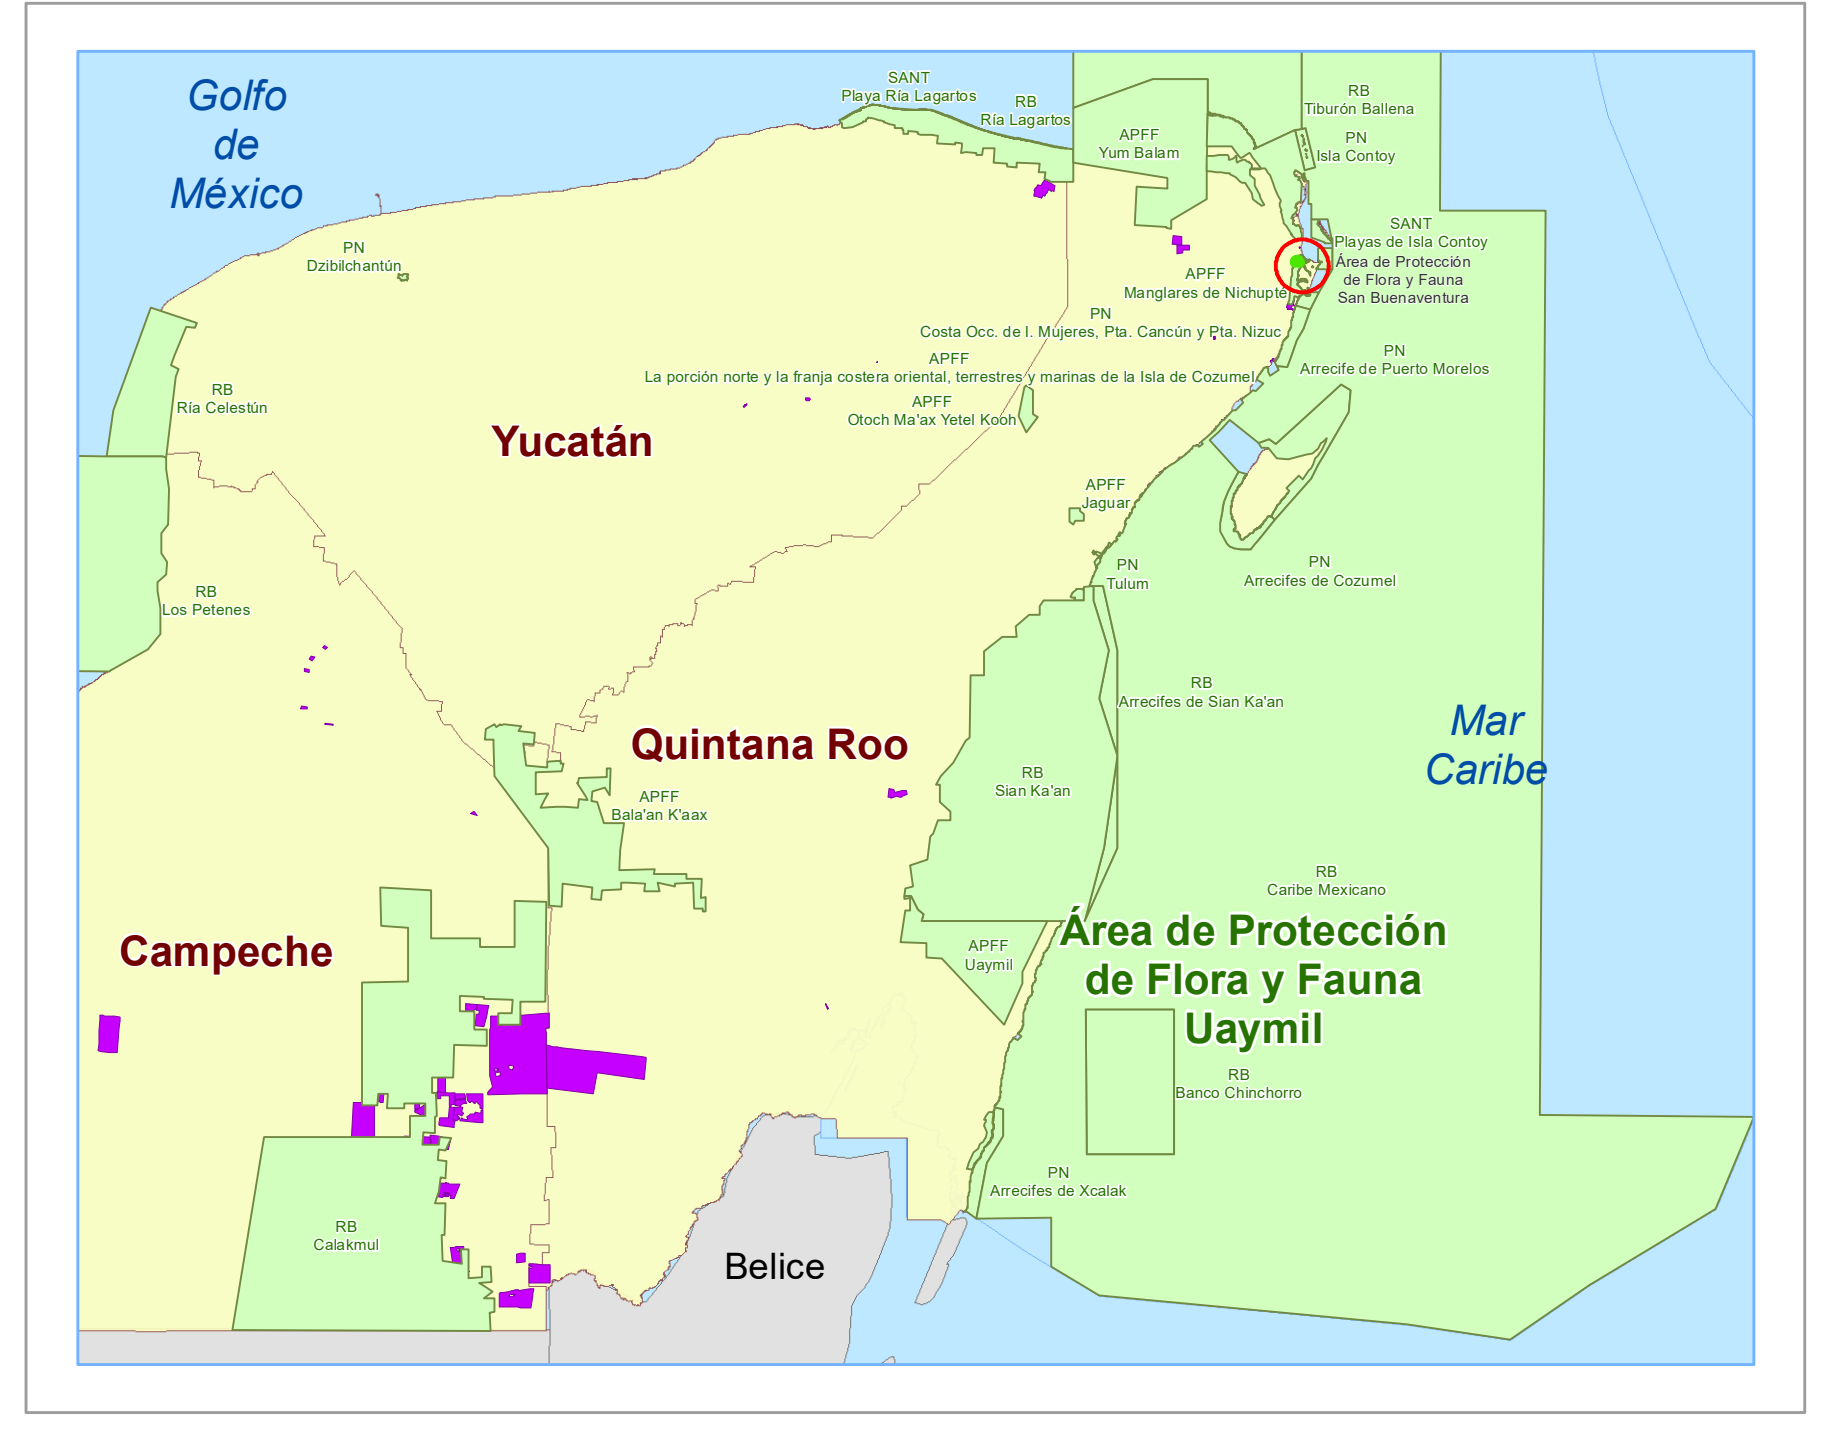 Golfo
de
México
SANT
Playa Ría Lagartos
RB
Ría Lagartos
APFF
Yum Balam
RB
Tiburón Ballena
PN
Isla Contoy
SANT
Playas de Isla Contoy
Área de Protección
de Flora y Fauna
San Buenaventura
PN
Dzibilchantún
APFF
Manglares de Nichupté
PN
Costa Occ. de I. Mujeres, Pta. Cancún y Pta. Nizuc
APFF
La porción norte y la franja costera oriental, terrestres y marinas de la Isla de Cozumel
PN
Arrecife de Puerto Morelos
RB
Ría Celestún
APFF
Otoch Ma'ax Yetel Kooh
Yucatán
APFF
Jaguar
PN
Tulum
PN
Arrecifes de Cozumel
RB
Los Petenes
RB
Arrecifes de Sian Ka'an
Mar
Caribe
Quintana Roo
RB
Sian Ka'an
APFF
Bala'an K'aax
RB
Caribe Mexicano
Campeche
APFF
Uaymil
Área de Protección
de Flora y Fauna
Uaymil
RB
Banco Chinchorro
PN
Arrecifes de Xcalak
RB
Calakmul
Belice